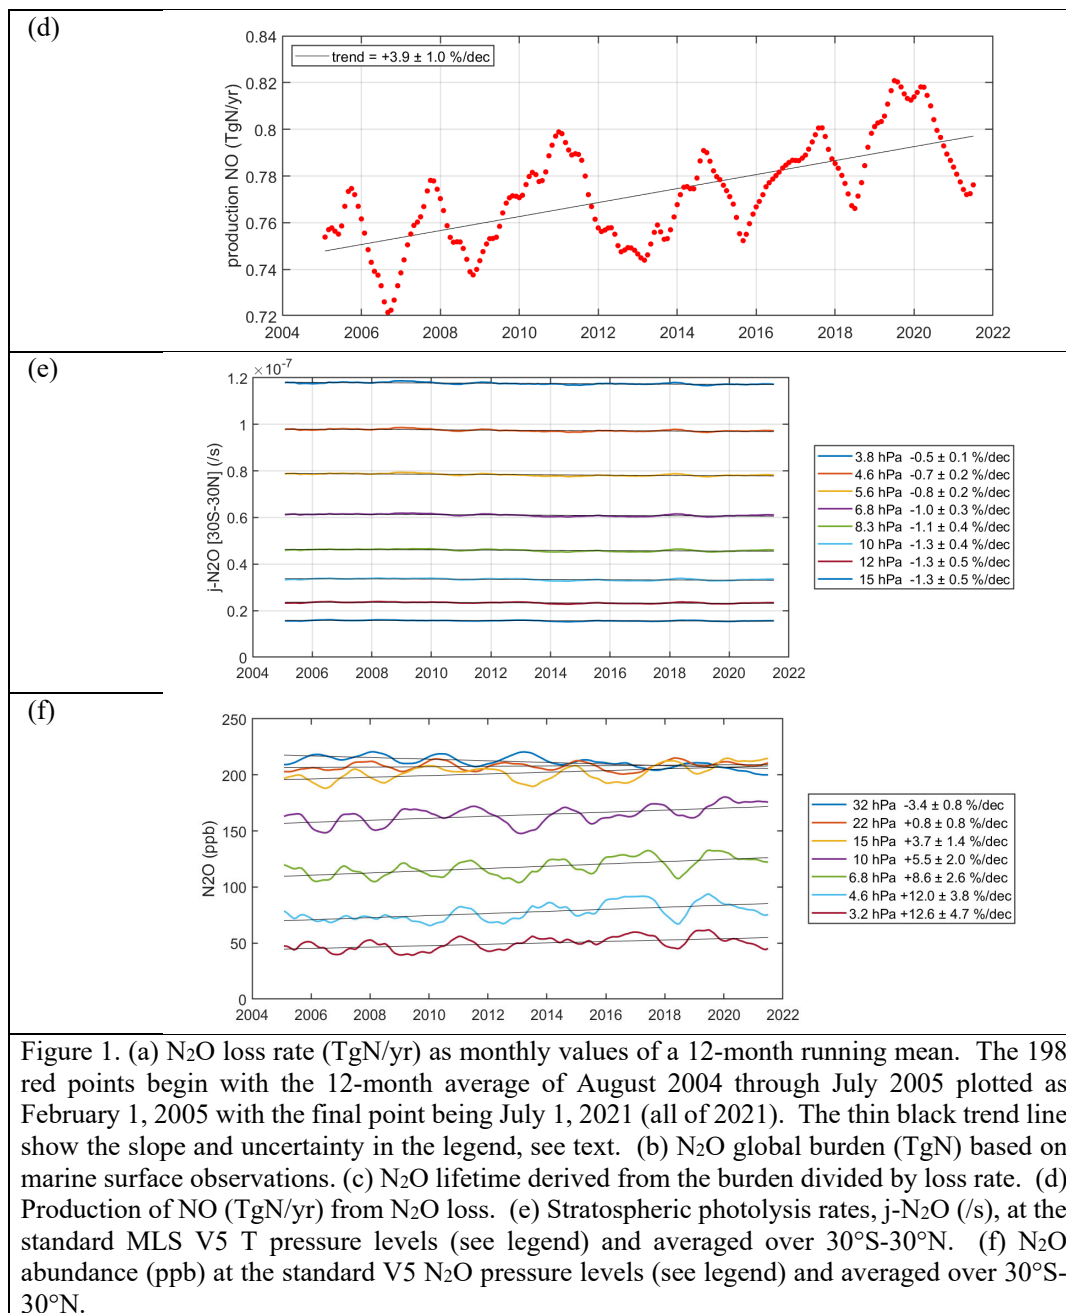 (d)
0.84
trend = +3.9 ± 1.0 %/dec
0.82
0.8
0.78
0.76
0.74
0.72
production NO (TgN/yr)
2004 2006 2008 2010 2012 2014 2016 2018 2020 2022
(e)
×10⁻⁷
1.2
1
0.8
0.6
0.4
0.2
0
j-N2O [30S-30N] (/s)
2004 2006 2008 2010 2012 2014 2016 2018 2020 2022
3.8 hPa -0.5 ± 0.1 %/dec
4.6 hPa -0.7 ± 0.2 %/dec
5.6 hPa -0.8 ± 0.2 %/dec
6.8 hPa -1.0 ± 0.3 %/dec
8.3 hPa -1.1 ± 0.4 %/dec
10 hPa -1.3 ± 0.4 %/dec
12 hPa -1.3 ± 0.5 %/dec
15 hPa -1.3 ± 0.5 %/dec
(f)
250
200
150
100
50
0
N2O (ppb)
2004 2006 2008 2010 2012 2014 2016 2018 2020 2022
32 hPa -3.4 ± 0.8 %/dec
22 hPa +0.8 ± 0.8 %/dec
15 hPa +3.7 ± 1.4 %/dec
10 hPa +5.5 ± 2.0 %/dec
6.8 hPa +8.6 ± 2.6 %/dec
4.6 hPa +12.0 ± 3.8 %/dec
3.2 hPa +12.6 ± 4.7 %/dec
Figure 1. (a) N₂O loss rate (TgN/yr) as monthly values of a 12-month running mean. The 198
red points begin with the 12-month average of August 2004 through July 2005 plotted as
February 1, 2005 with the final point being July 1, 2021 (all of 2021). The thin black trend line
show the slope and uncertainty in the legend, see text. (b) N₂O global burden (TgN) based on
marine surface observations. (c) N₂O lifetime derived from the burden divided by loss rate. (d)
Production of NO (TgN/yr) from N₂O loss. (e) Stratospheric photolysis rates, j-N₂O (/s), at the
standard MLS V5 T pressure levels (see legend) and averaged over 30°S-30°N. (f) N₂O
abundance (ppb) at the standard V5 N₂O pressure levels (see legend) and averaged over 30°S-
30°N.